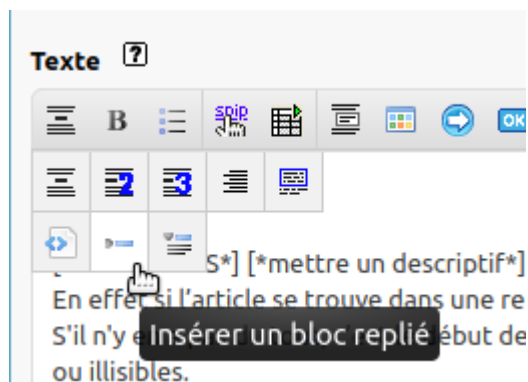 Texte ?
B spip OK
2 3
S*] [*mettre un descriptif*]
En effet si l'article se trouve dans une re
S'il n'y e
Insérer un bloc replié
ébut de
ou illisibles.